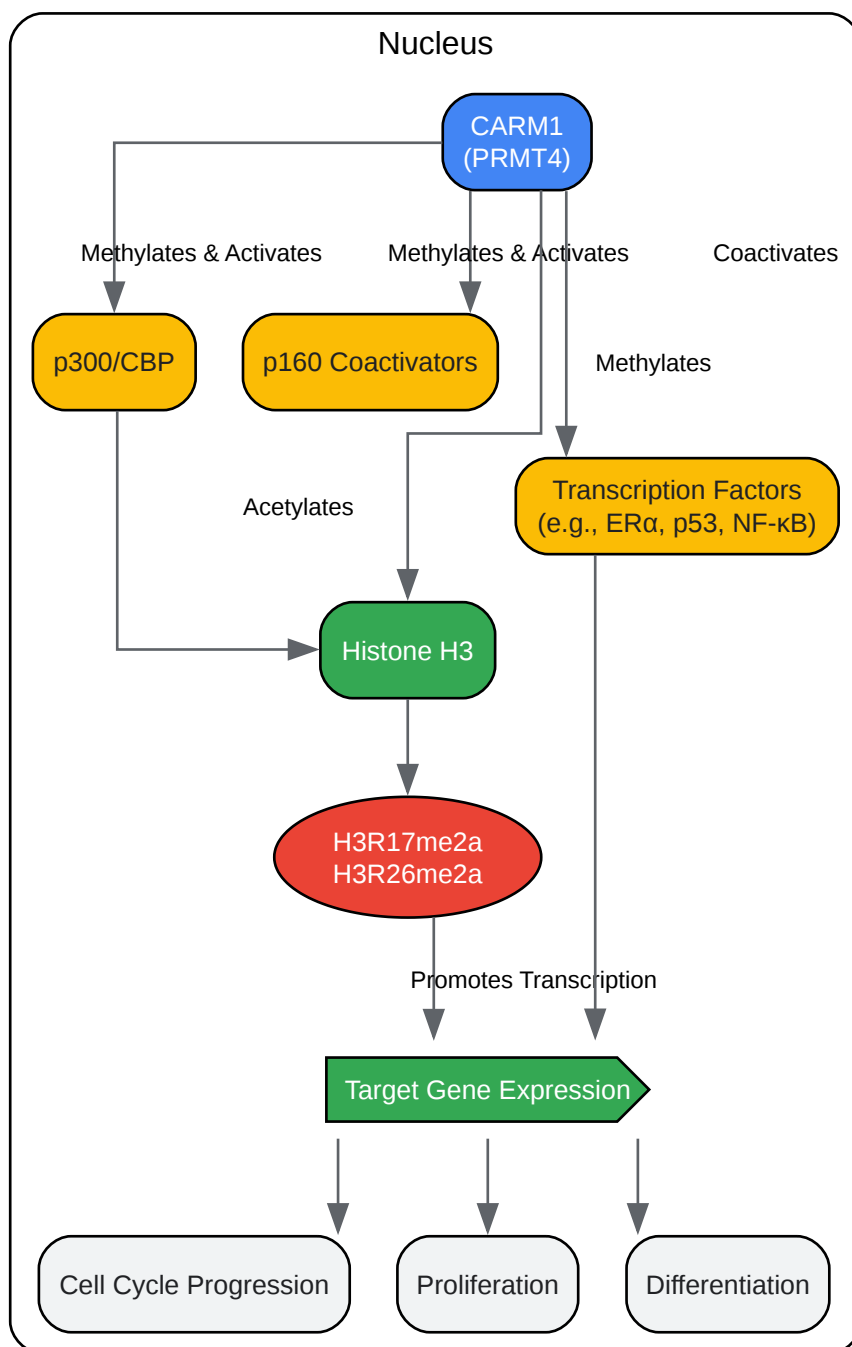 Nucleus
CARM1
(PRMT4)
Methylates & Activates
Methylates & Activates
Coactivates
p300/CBP
p160 Coactivators
Methylates
Transcription Factors
(e.g., ERα, p53, NF-κB)
Acetylates
Histone H3
H3R17me2a
H3R26me2a
Promotes Transcription
Target Gene Expression
Cell Cycle Progression
Proliferation
Differentiation